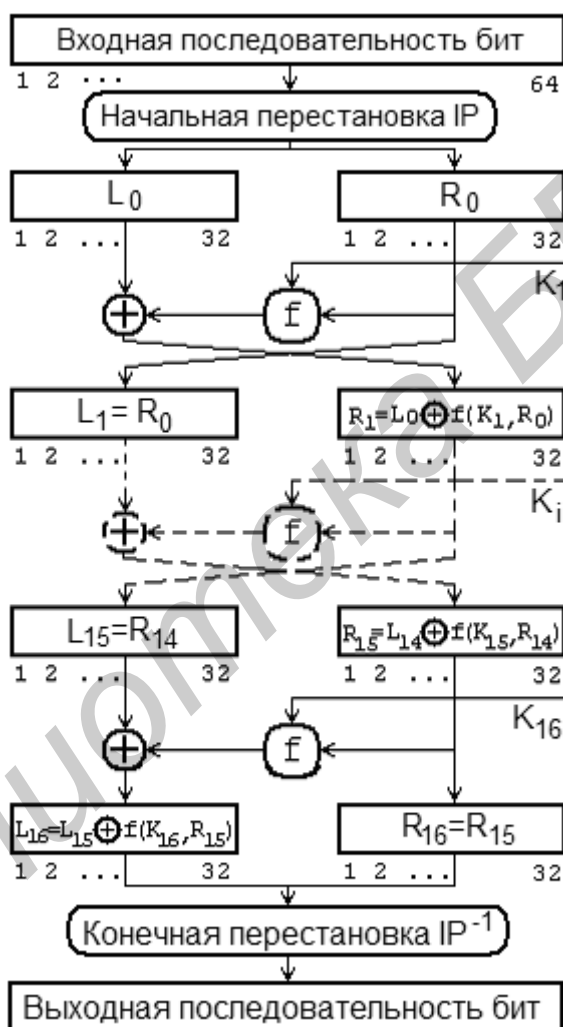 Входная последовательность бит
1 2 ... 64
Начальная перестановка IP
L₀ R₀
1 2 ... 32 1 2 ... 32
K₁
⊕ f
L₁= R₀ R₁=L₀⊕f(K₁,R₀)
1 2 ... 32 1 2 ... 32
Kᵢ
⊕ f
L₁₅=R₁₄ R₁₅=L₁₄⊕f(K₁₅,R₁₄)
1 2 ... 32 1 2 ... 32
K₁₆
⊕ f
L₁₆=L₁₅⊕f(K₁₆,R₁₅) R₁₆=R₁₅
1 2 ... 32 1 2 ... 32
Конечная перестановка IP⁻¹
Выходная последовательность бит